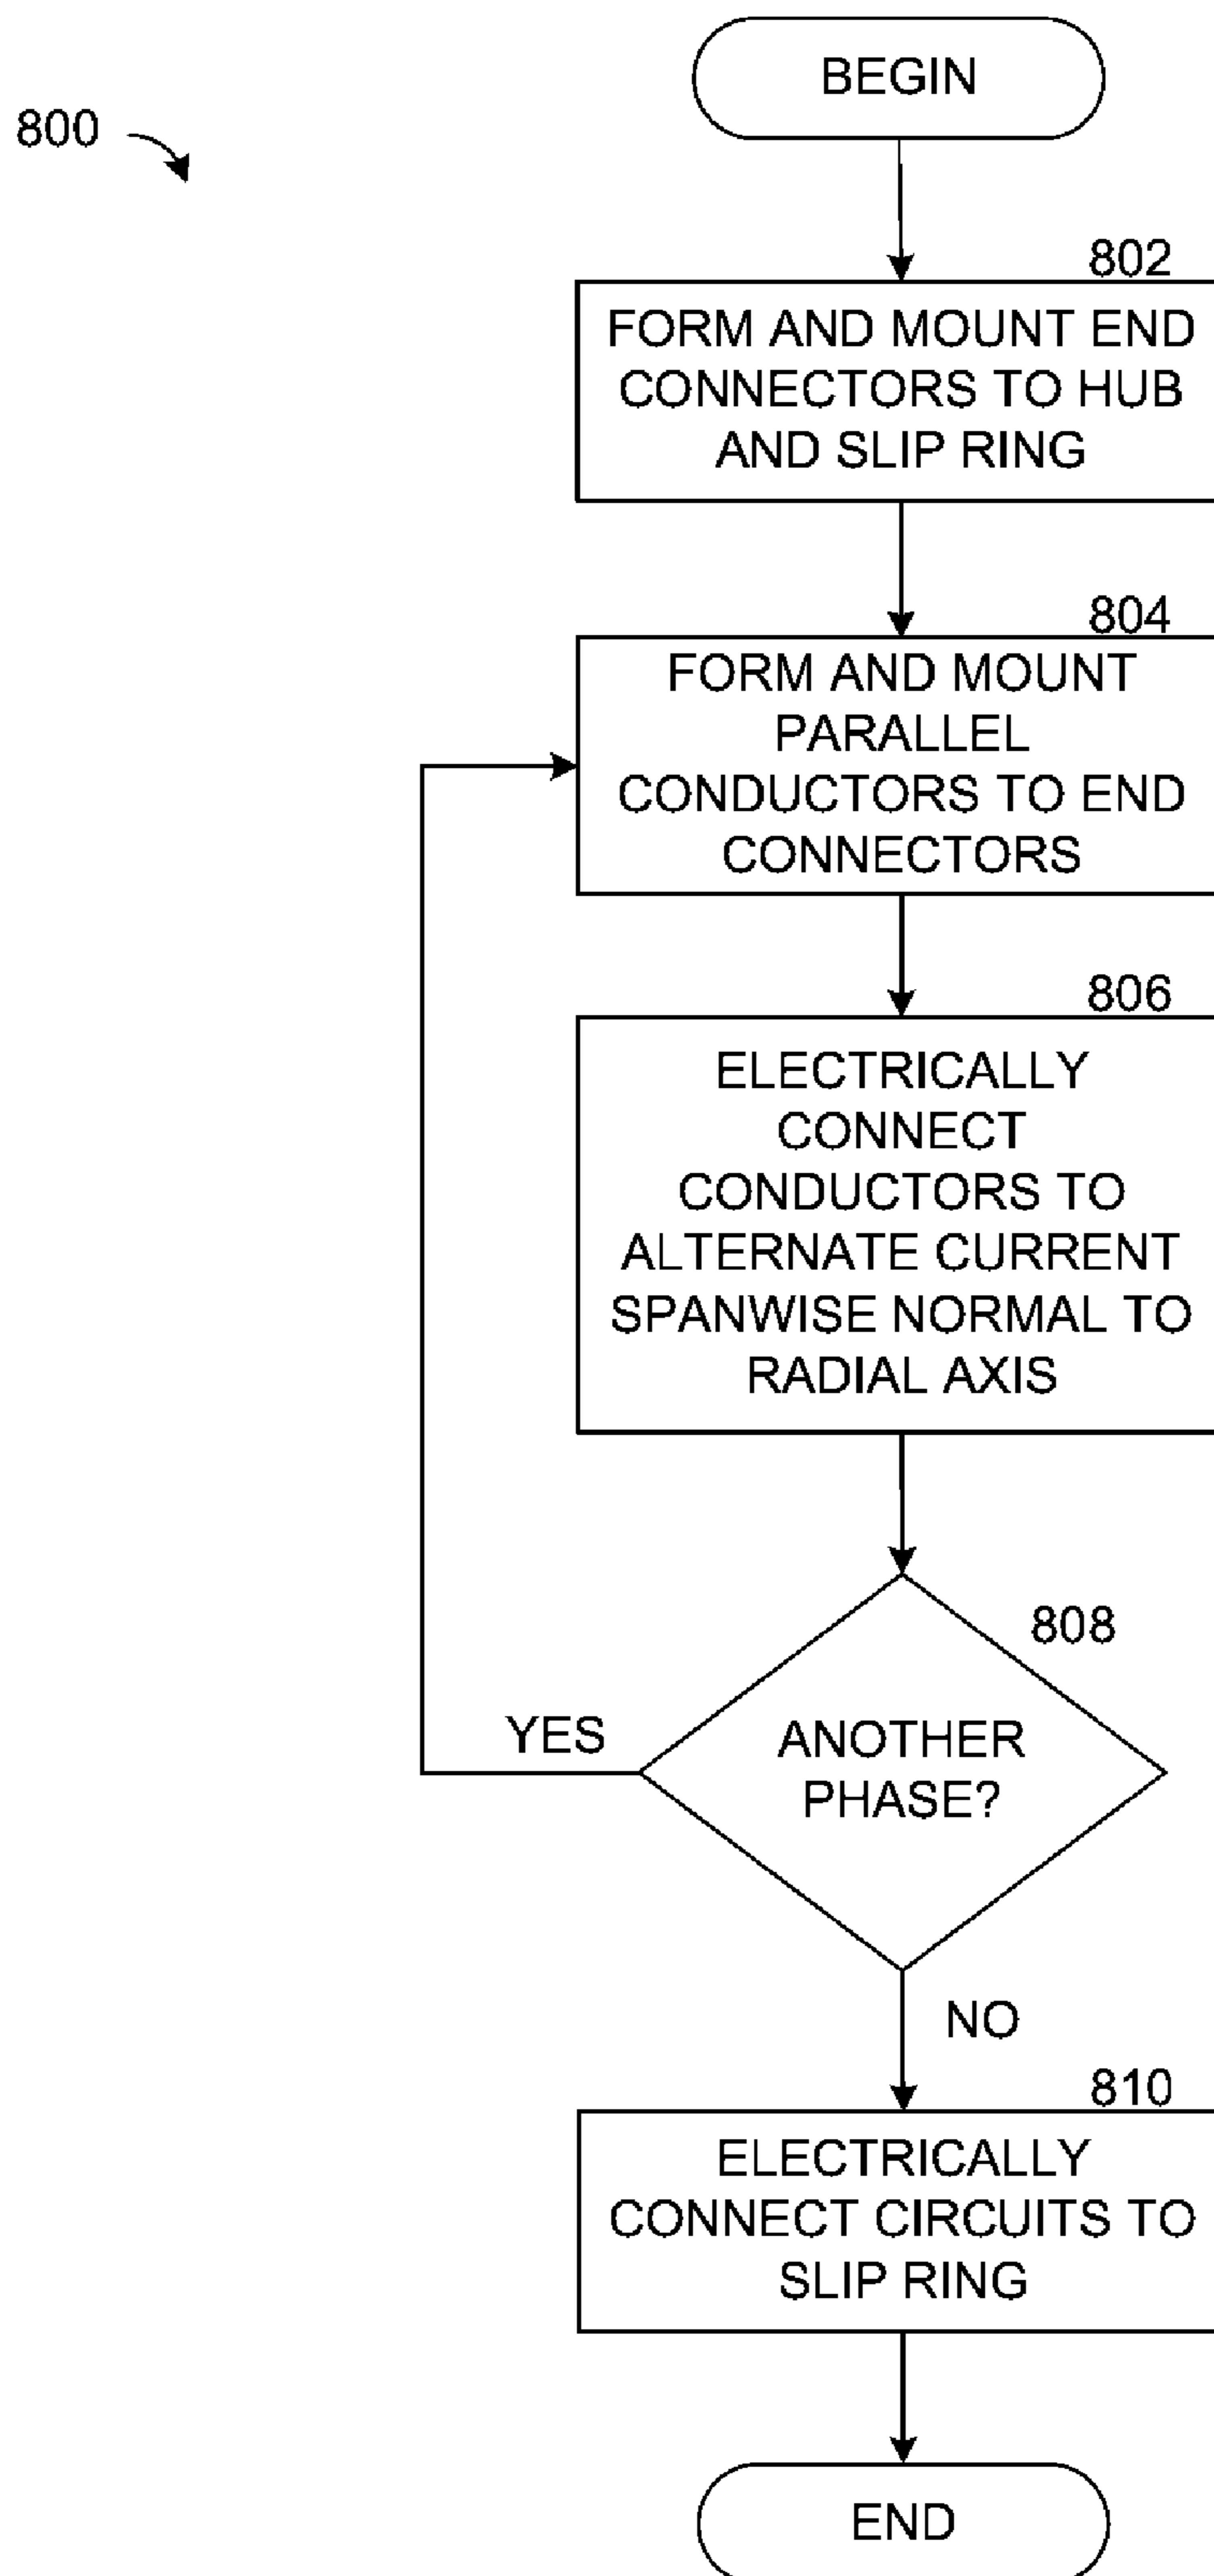 BEGIN
800
802
FORM AND MOUNT END
CONNECTORS TO HUB
AND SLIP RING
804
FORM AND MOUNT
PARALLEL
CONDUCTORS TO END
CONNECTORS
806
ELECTRICALLY
CONNECT
CONDUCTORS TO
ALTERNATE CURRENT
SPANWISE NORMAL TO
RADIAL AXIS
808
YES
ANOTHER
PHASE?
NO
810
ELECTRICALLY
CONNECT CIRCUITS TO
SLIP RING
END